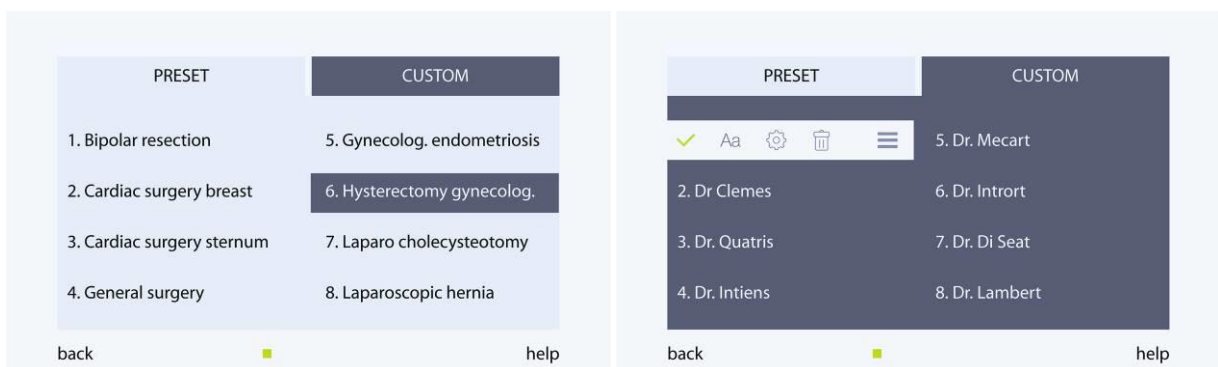 PRESET
CUSTOM
1. Bipolar resection
2. Cardiac surgery breast
3. Cardiac surgery sternum
4. General surgery
5. Gynecolog. endometriosis
6. Hysterectomy gynecolog.
7. Laparo cholecysteotomy
8. Laparoscopic hernia
back
help
PRESET
CUSTOM
Aa
2. Dr Clemes
3. Dr. Quatris
4. Dr. Intiens
5. Dr. Mecart
6. Dr. Intrort
7. Dr. Di Seat
8. Dr. Lambert
back
help